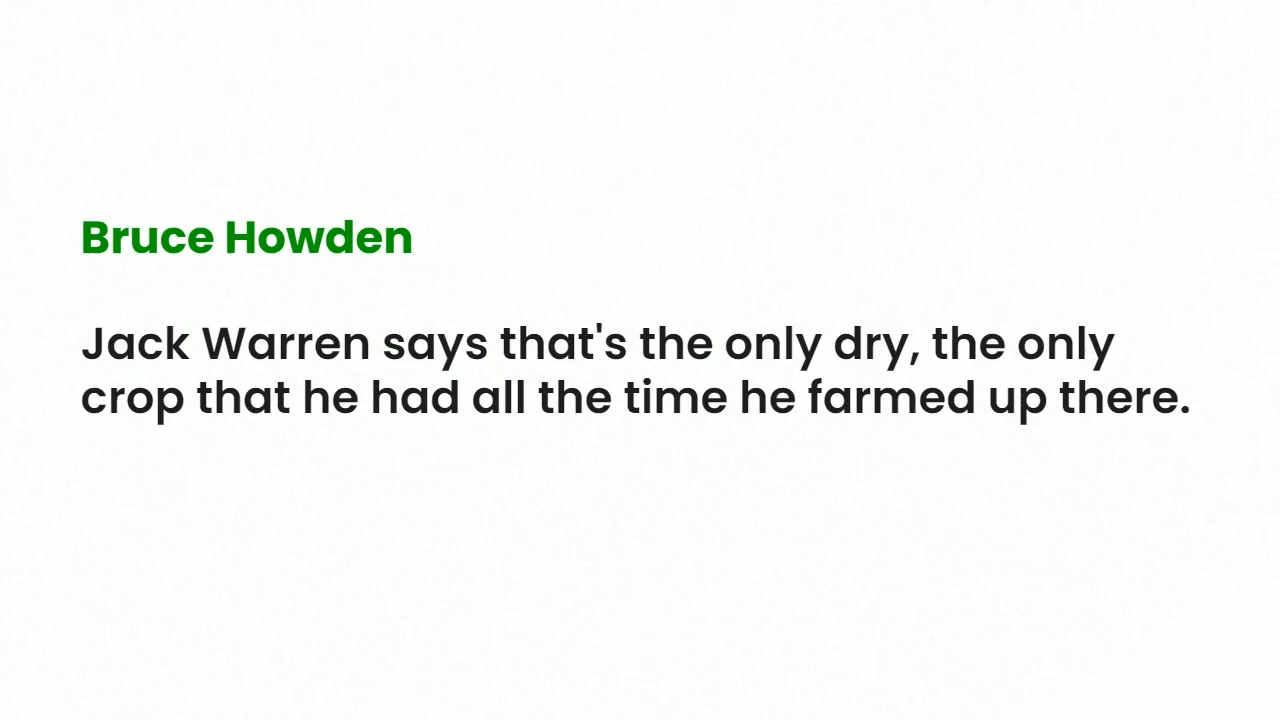 Bruce Howden
Jack Warren says that's the only dry, the only
crop that he had all the time he farmed up there.